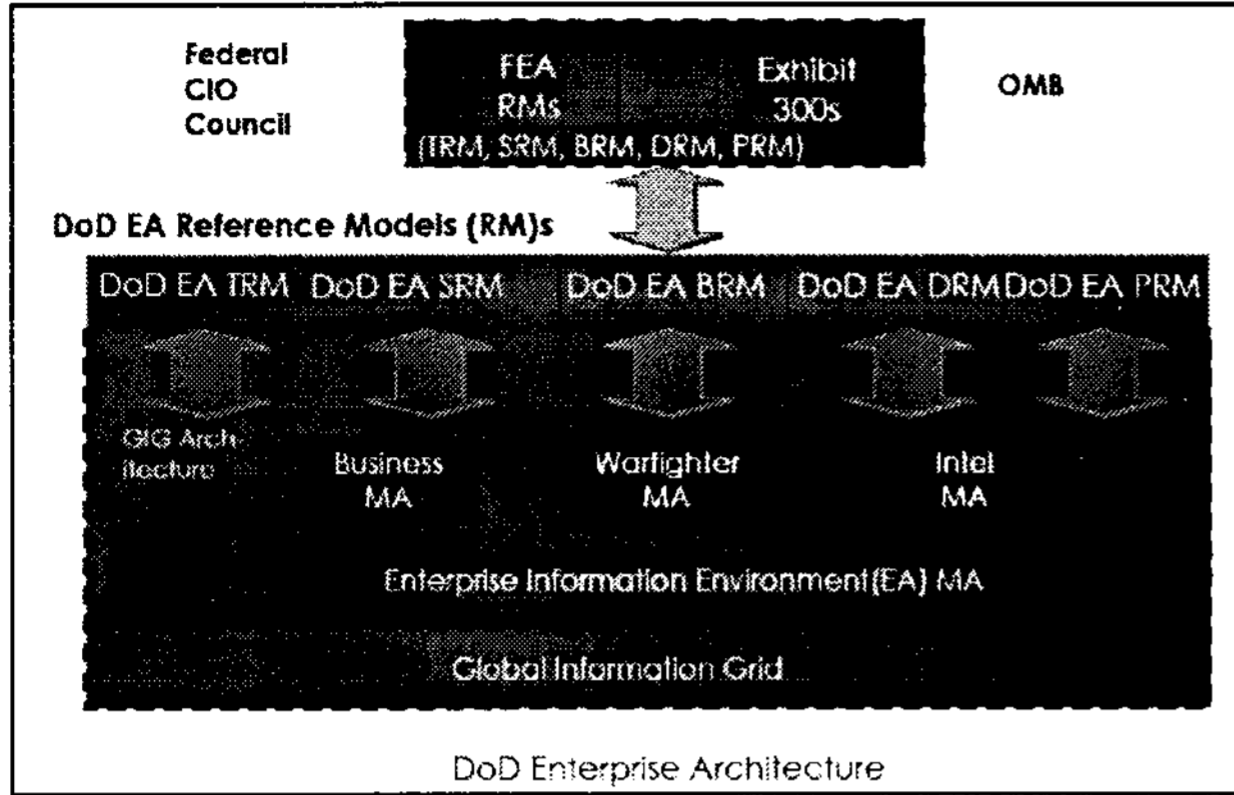 Federal
CIO
Council
FEA
RMs
Exhibit
300s
(TRM, SRM, BRM, DRM, PRM)
OMB
DoD EA Reference Models (RM)s
DoD EA TRM
DoD EA SRM
DoD EA BRM
DoD EA DRM
DoD EA PRM
GIG Arch-
itecture
Business
MA
Warfighter
MA
Intel
MA
Enterprise Information Environment(EA) MA
Global Information Grid
DoD Enterprise Architecture